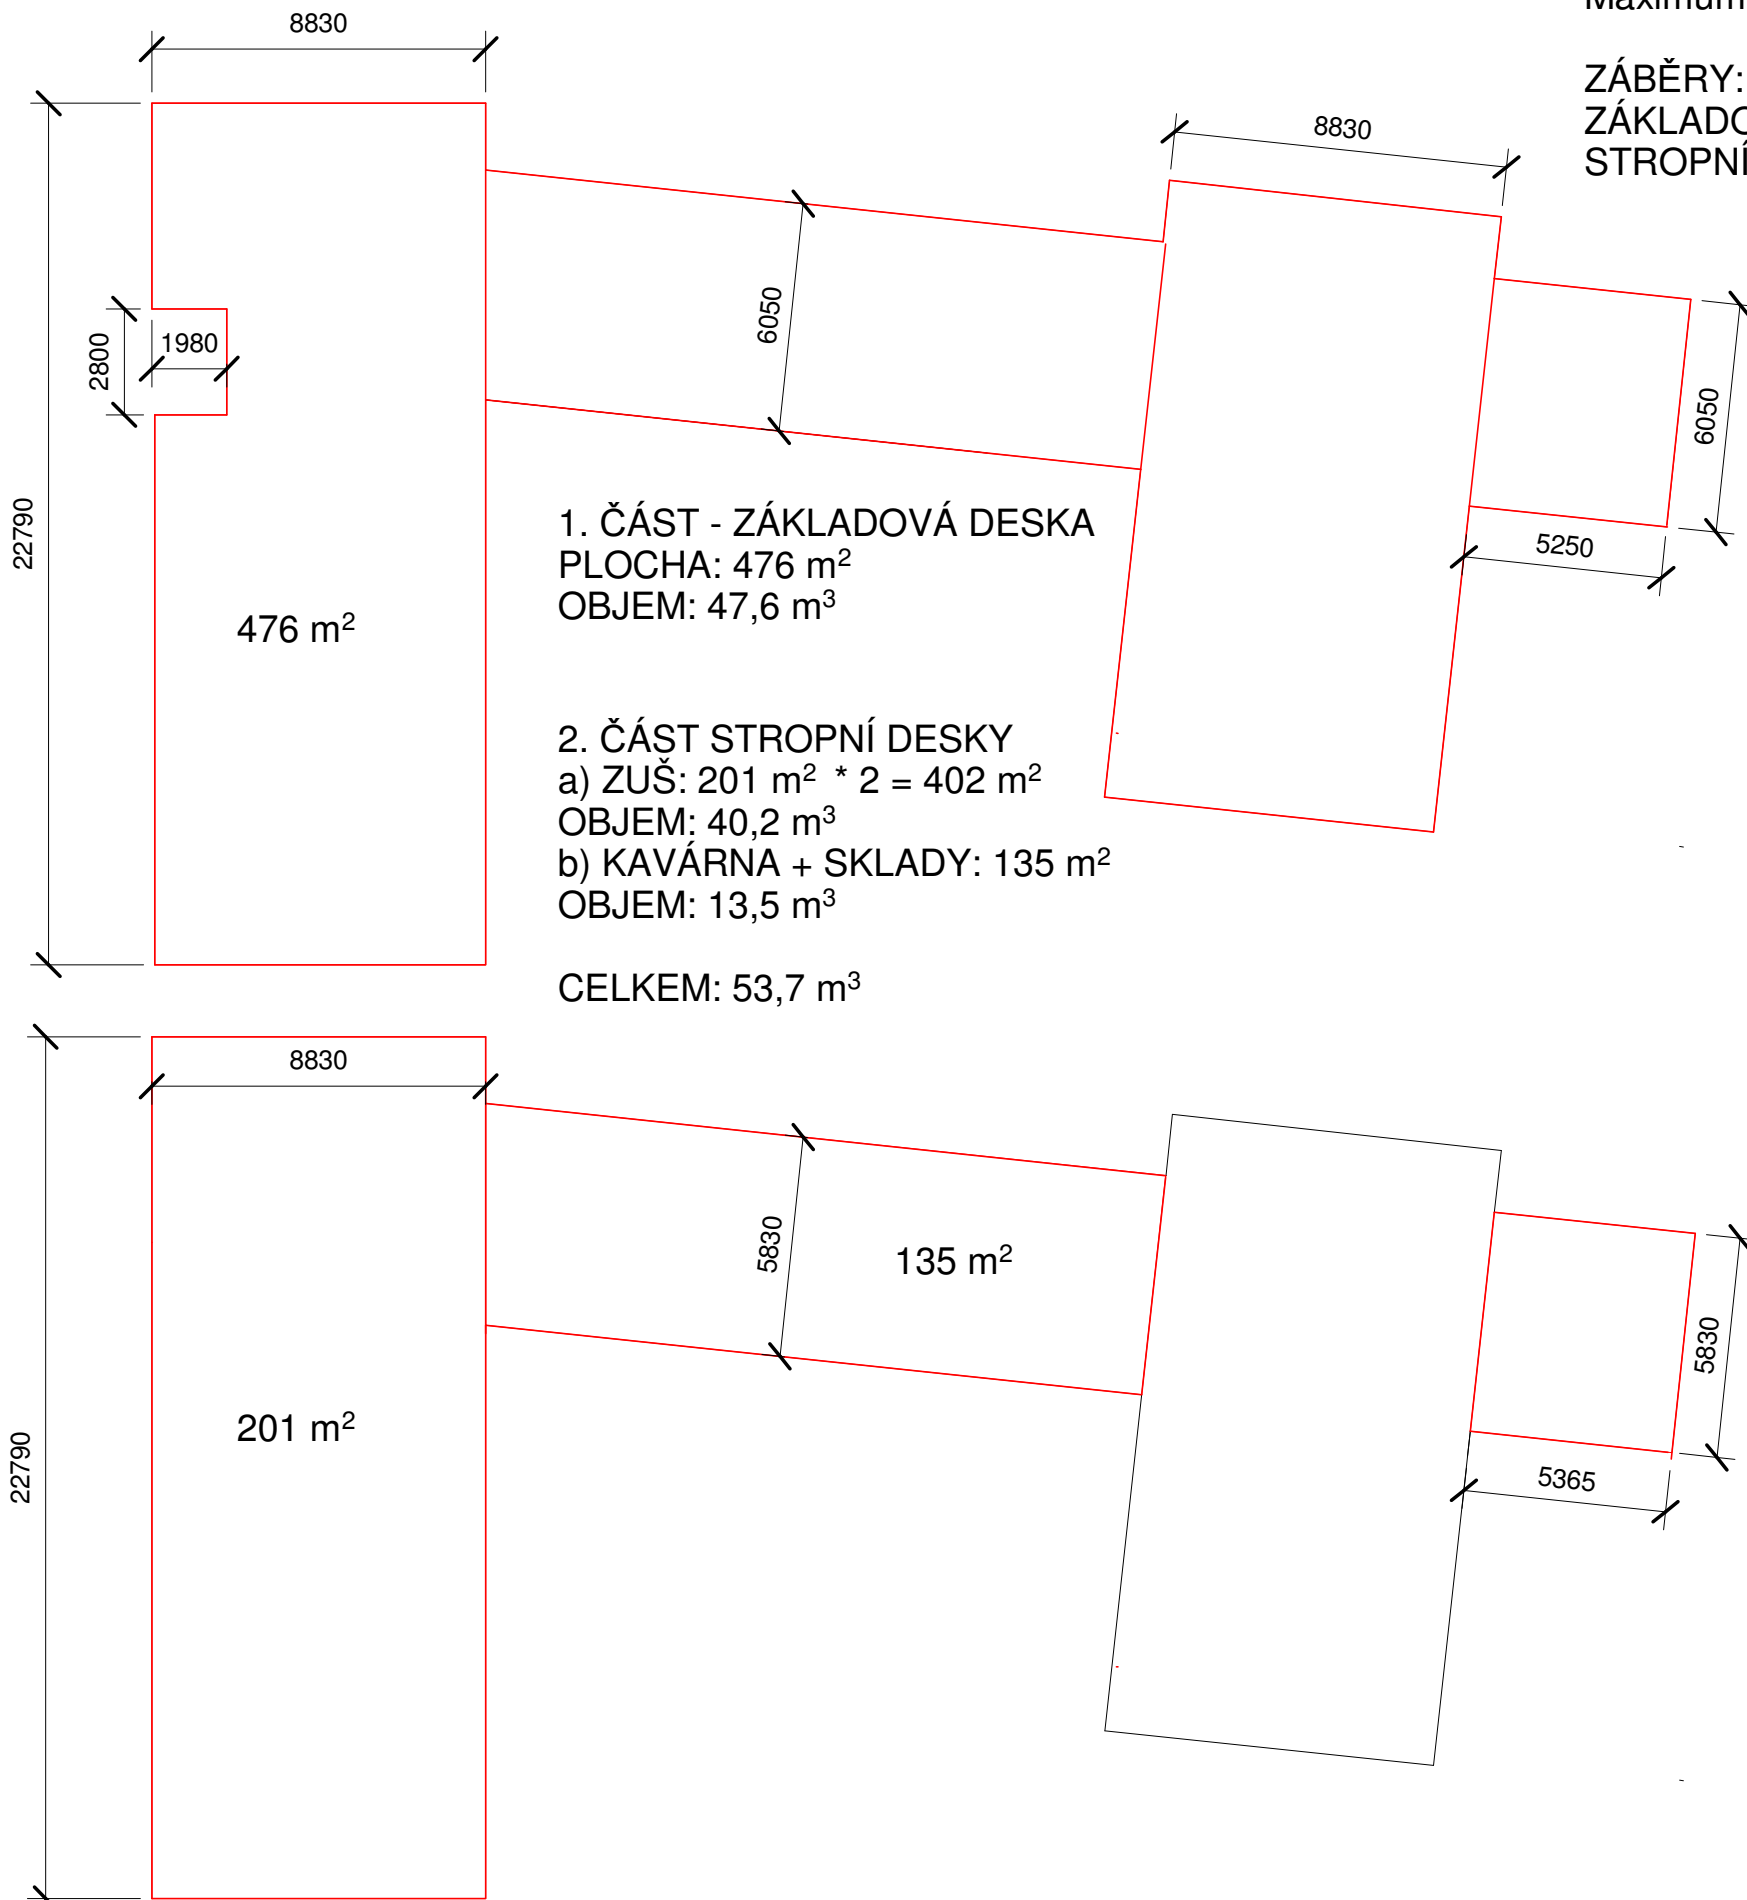 Maximum
ZÁBĚRY:
ZÁKLADO
STROPNÍ
8830
8830
6050
2800
1980
6050
22790
5250
476 m²
1. ČÁST - ZÁKLADOVÁ DESKA
PLOCHA: 476 m²
OBJEM: 47,6 m³
2. ČÁST STROPNÍ DESKY
a) ZUŠ: 201 m² * 2 = 402 m²
OBJEM: 40,2 m³
b) KAVÁRNA + SKLADY: 135 m²
OBJEM: 13,5 m³
CELKEM: 53,7 m³
8830
5830
135 m²
5830
22790
201 m²
5365